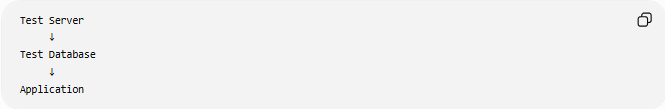 Test Server
↓
Test Database
↓
Application